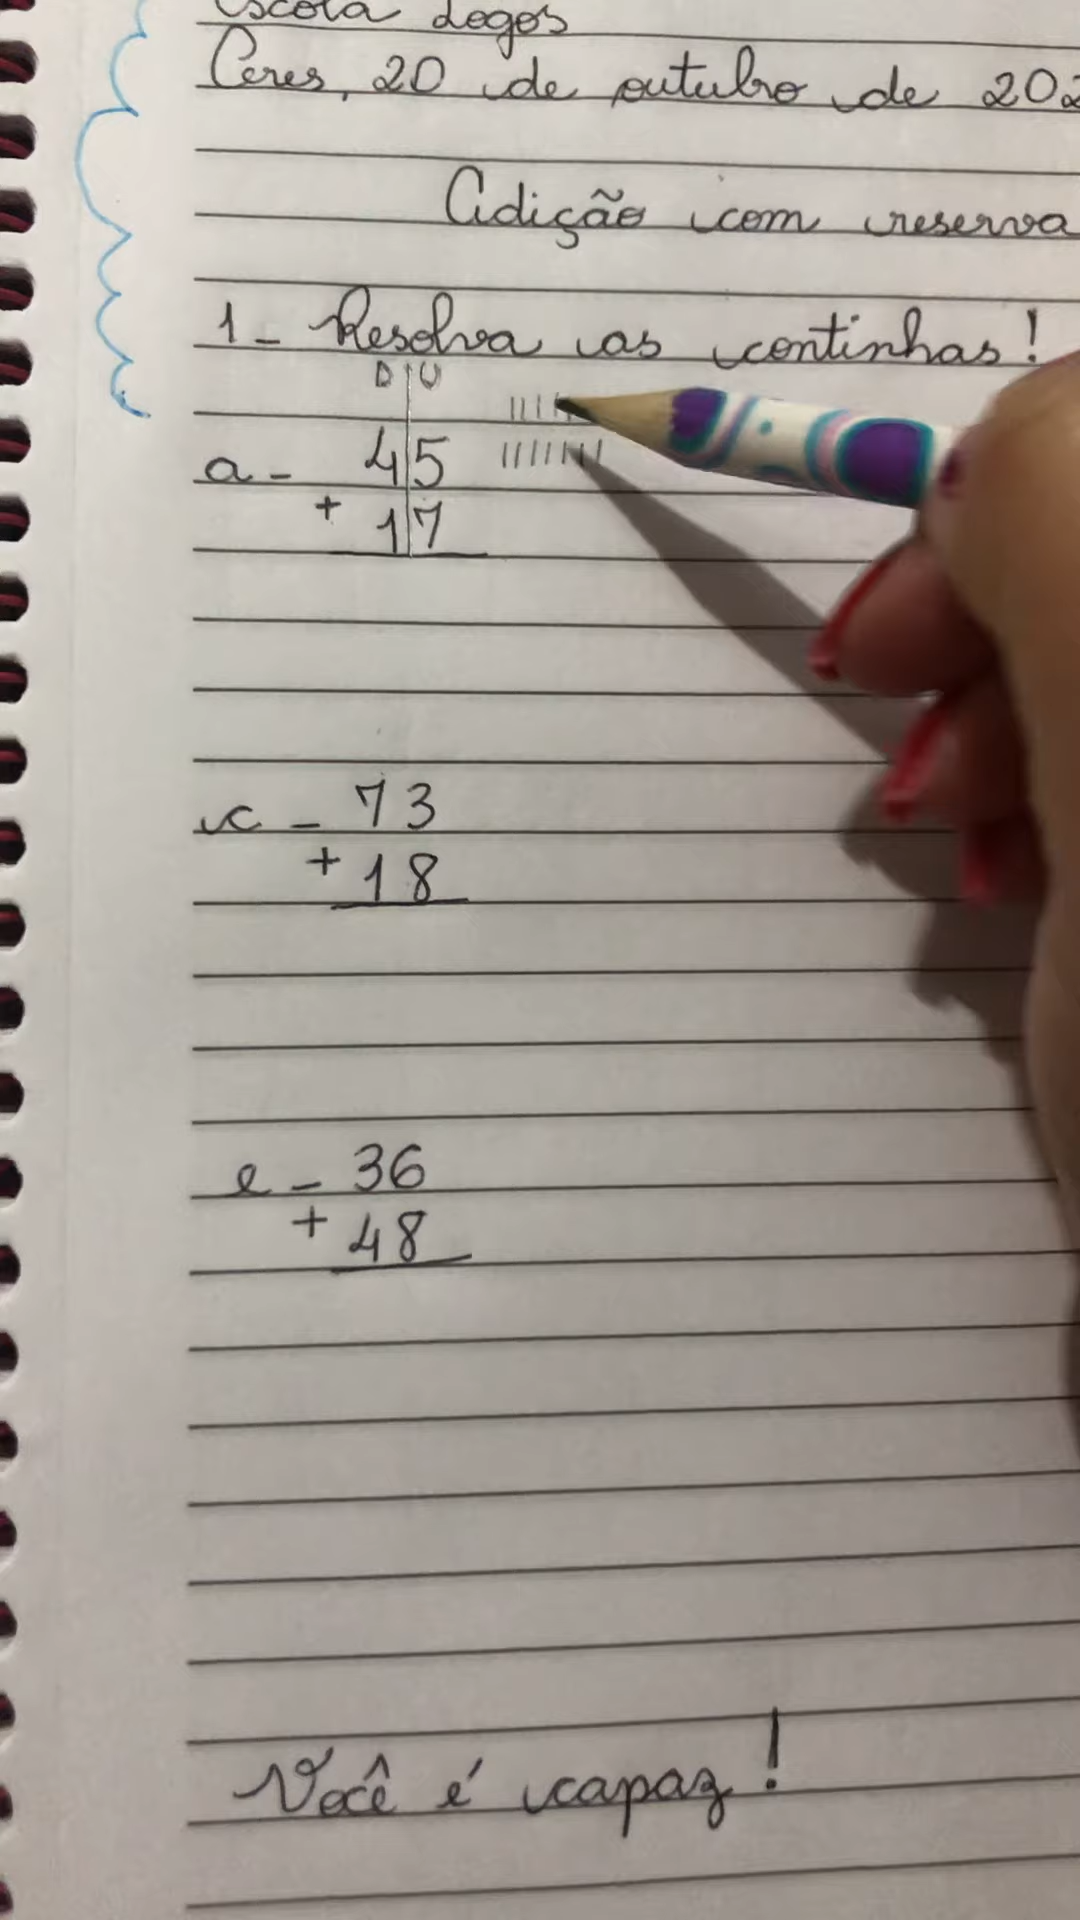 Escola Logos
Ceres, 20 de outubro de 202
Adição com reserva
1 - Resolva as continhas!
D U
a - 45
+ 17
c - 73
+ 18
e - 36
+ 48
Você é capaz!